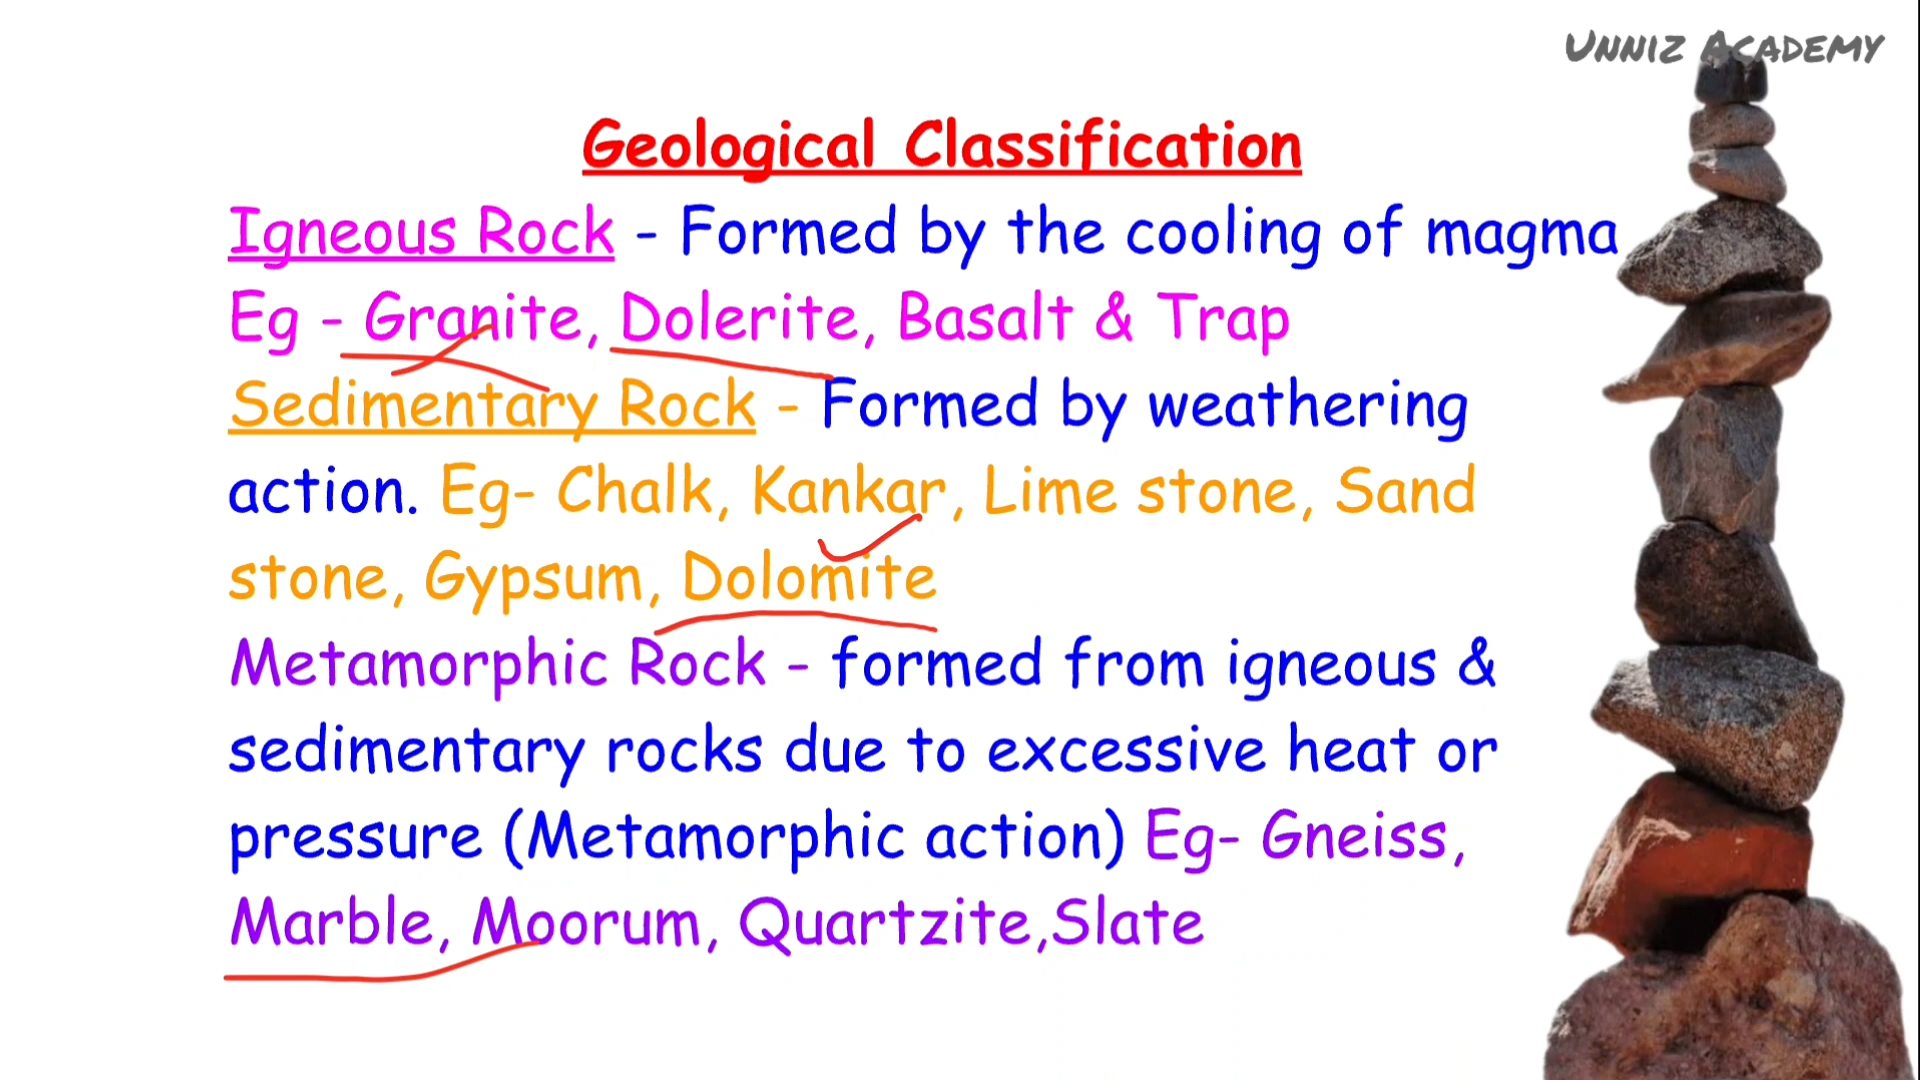 Unniz Academy
Geological Classification
Igneous Rock - Formed by the cooling of magma
Eg - Granite, Dolerite, Basalt & Trap
Sedimentary Rock - Formed by weathering
action. Eg- Chalk, Kankar, Lime stone, Sand
stone, Gypsum, Dolomite
Metamorphic Rock - formed from igneous &
sedimentary rocks due to excessive heat or
pressure (Metamorphic action) Eg- Gneiss,
Marble, Moorum, Quartzite,Slate